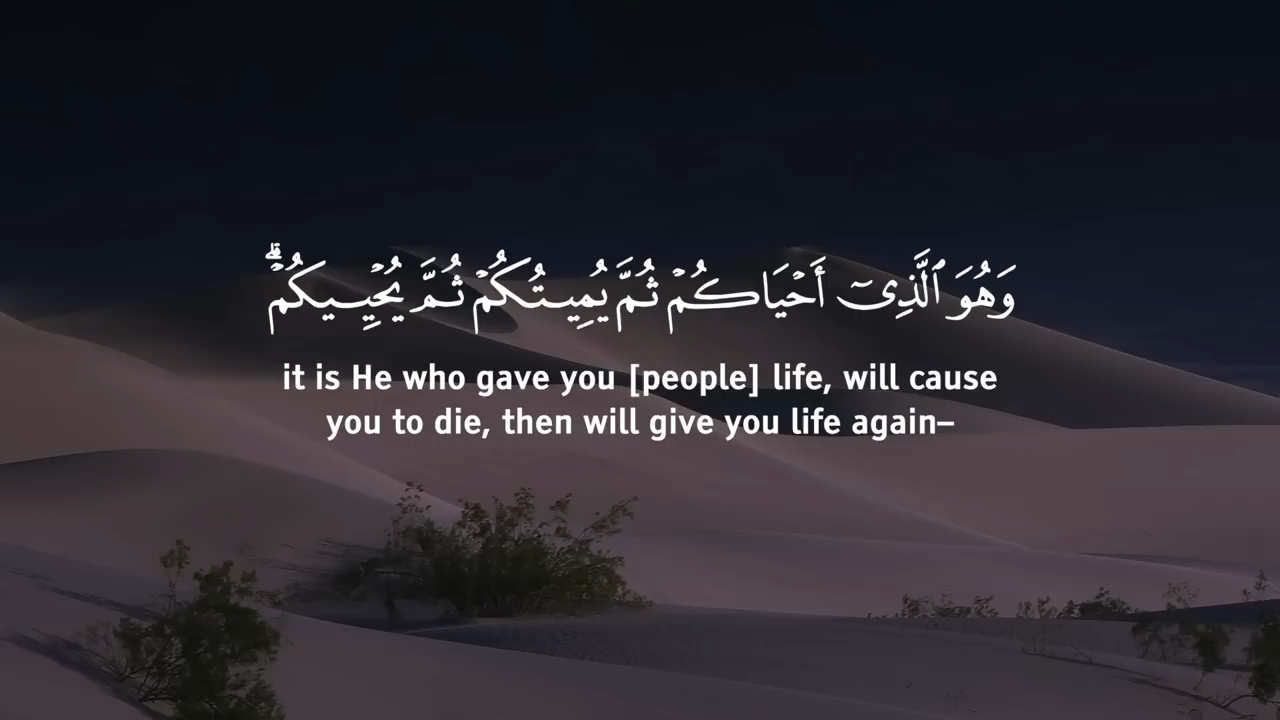 وَهُوَ ٱلَّذِىٓ أَحْيَاكُمْ ثُمَّ يُمِيتُكُمْ ثُمَّ يُحْيِيكُمْ ۗ
it is He who gave you [people] life, will cause
you to die, then will give you life again–